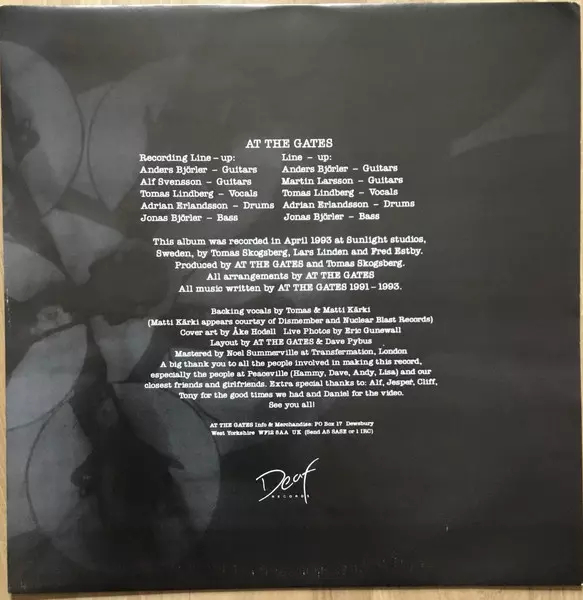 AT THE GATES
Recording Line – up:
Anders Björler – Guitars
Alf Svensson – Guitars
Tomas Lindberg – Vocals
Adrian Erlandsson – Drums
Jonas Björler – Bass
Line – up:
Anders Björler – Guitars
Martin Larsson – Guitars
Tomas Lindberg – Vocals
Adrian Erlandsson – Drums
Jonas Björler – Bass
This album was recorded in April 1993 at Sunlight studios,
Sweden, by Tomas Skogsberg, Lars Linden and Fred Estby.
Produced by AT THE GATES and Tomas Skogsberg.
All arrangements by AT THE GATES
All music written by AT THE GATES 1991–1993.
Backing vocals by Tomas & Matti Kärki
(Matti Kärki appears courtsy of Dismember and Nuclear Blast Records)
Cover art by Åke Hodell Live Photos by Eric Gunewall
Layout by AT THE GATES & Dave Pybus
Mastered by Noel Summerville at Transfermation, London
A big thank you to all the people involved in making this record,
especially the people at Peaceville (Hammy, Dave, Andy, Lisa) and our
closest friends and girlfriends. Extra special thanks to: Alf, Jesper, Cliff,
Tony for the good times we had and Daniel for the video.
See you all!
AT THE GATES Info & Merchandise: PO Box 17 Dewsbury
West Yorkshire WF12 8AA UK (Send A5 SASE or 1 IRC)
Deaf
RECORDS